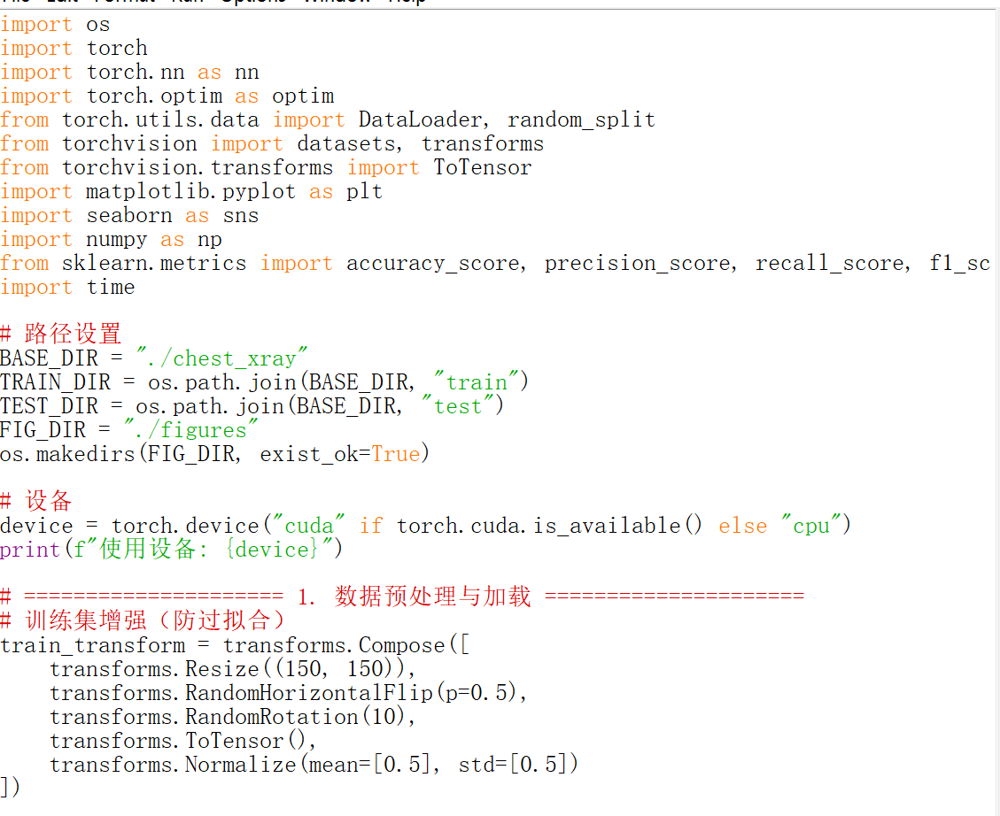 import os
import torch
import torch.nn as nn
import torch.optim as optim
from torch.utils.data import DataLoader, random_split
from torchvision import datasets, transforms
from torchvision.transforms import ToTensor
import matplotlib.pyplot as plt
import seaborn as sns
import numpy as np
from sklearn.metrics import accuracy_score, precision_score, recall_score, f1_sc
import time

# 路径设置
BASE_DIR = "./chest_xray"
TRAIN_DIR = os.path.join(BASE_DIR, "train")
TEST_DIR = os.path.join(BASE_DIR, "test")
FIG_DIR = "./figures"
os.makedirs(FIG_DIR, exist_ok=True)

# 设备
device = torch.device("cuda" if torch.cuda.is_available() else "cpu")
print(f"使用设备: {device}")

# ===================== 1. 数据预处理与加载 =====================
# 训练集增强（防过拟合）
train_transform = transforms.Compose([
    transforms.Resize((150, 150)),
    transforms.RandomHorizontalFlip(p=0.5),
    transforms.RandomRotation(10),
    transforms.ToTensor(),
    transforms.Normalize(mean=[0.5], std=[0.5])
])